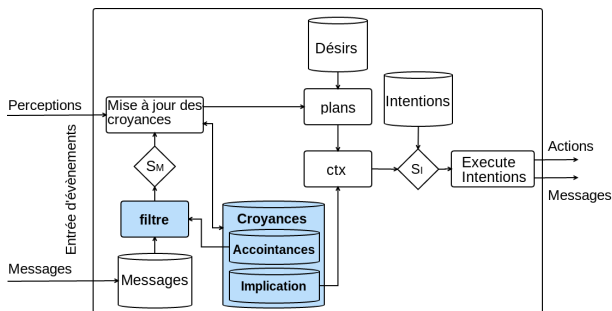 Désirs
Perceptions
Mise à jour des
croyances
plans
Intentions
Entrée d'évènements
SM
ctx
SI
Execute
Intentions
Actions
Messages
filtre
Croyances
Accointances
Implication
Messages
Messages